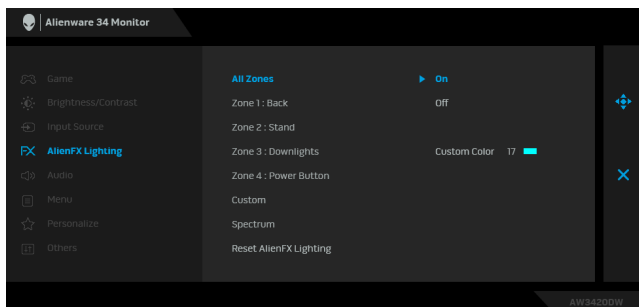 Alienware 34 Monitor
Game
Brightness/Contrast
Input Source
AlienFX Lighting
Audio
Menu
Personalize
Others
All Zones
On
Zone 1 : Back
Off
Zone 2 : Stand
Zone 3 : Downlights
Custom Color 17
Zone 4 : Power Button
Custom
Spectrum
Reset AlienFX Lighting
AW3420DW